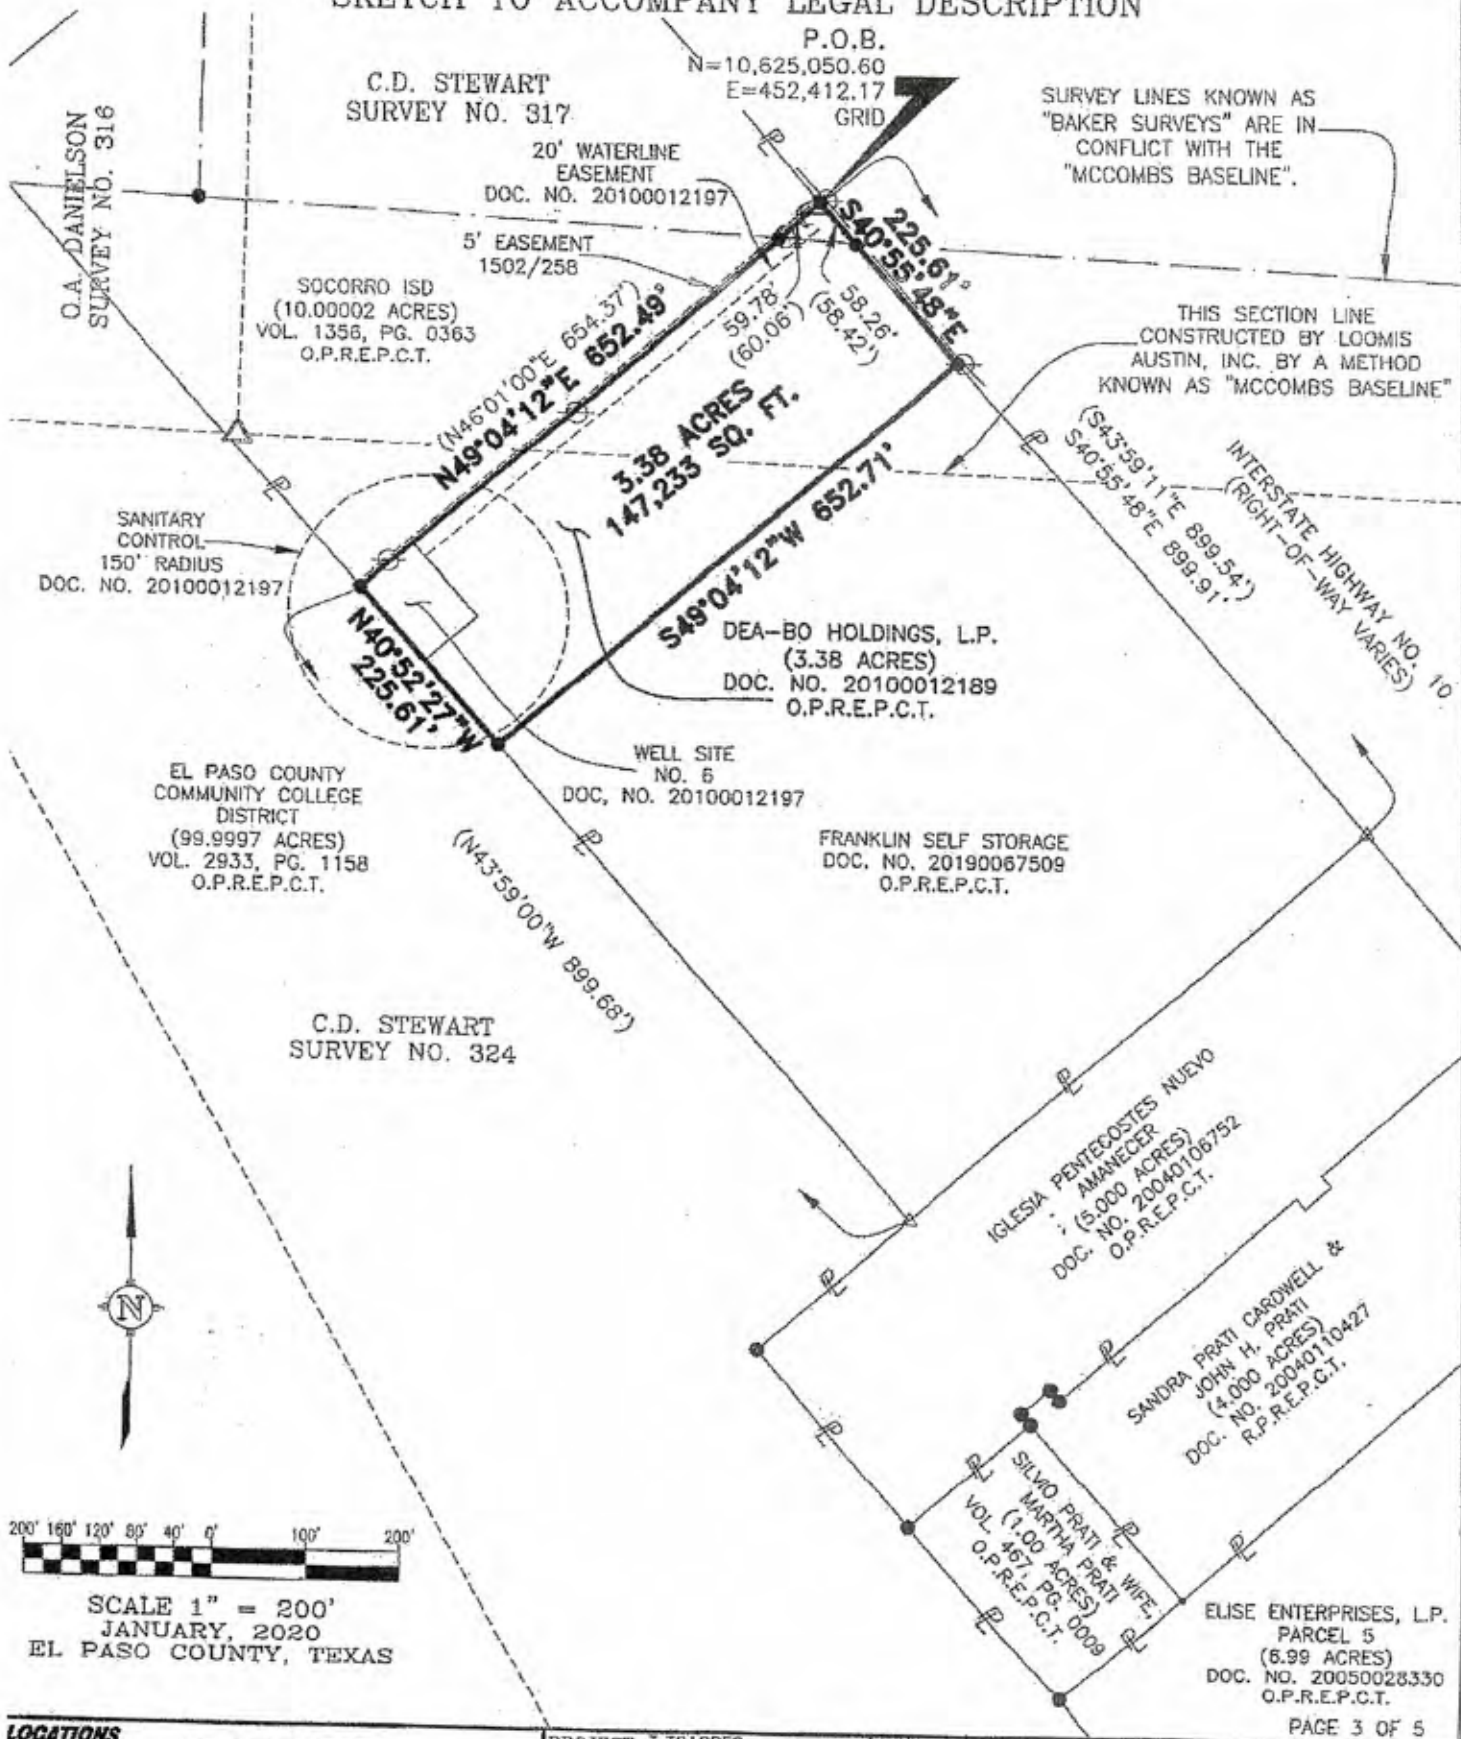 SKETCH TO ACCOMPANY LEGAL DESCRIPTION
P.O.B.
N=10,625,050.60
E=452,412.17
GRID
C.D. STEWART
SURVEY NO. 317
O.A. DANIELSON
SURVEY NO. 316
20' WATERLINE
EASEMENT
DOC. NO. 20100012197
5' EASEMENT
1502/258
SURVEY LINES KNOWN AS
"BAKER SURVEYS" ARE IN
CONFLICT WITH THE
"MCCOMBS BASELINE".
SOCORRO ISD
(10.00002 ACRES)
VOL. 1356, PG. 0363
O.P.R.E.P.C.T.
225.61'
S40°55'48"E
59.78'
(60.06')
58.26'
(58.42')
(N46°01'00"E 654.37')
N49°04'12"E 652.49'
THIS SECTION LINE
CONSTRUCTED BY LOOMIS
AUSTIN, INC. BY A METHOD
KNOWN AS "MCCOMBS BASELINE"
3.38 ACRES
147,233 SQ. FT.
S49°04'12"W 652.71'
(S43°59'11"E 899.54')
S40°55'48"E 899.91'
INTERSTATE HIGHWAY NO. 10
(RIGHT-OF-WAY VARIES)
SANITARY
CONTROL
150' RADIUS
DOC. NO. 20100012197
N40°52'27"W
225.61'
DEA-BO HOLDINGS, L.P.
(3.38 ACRES)
DOC. NO. 20100012189
O.P.R.E.P.C.T.
WELL SITE
NO. 6
DOC, NO. 20100012197
EL PASO COUNTY
COMMUNITY COLLEGE
DISTRICT
(99.9997 ACRES)
VOL. 2933, PG. 1158
O.P.R.E.P.C.T.
(N43°59'00"W 899.68')
FRANKLIN SELF STORAGE
DOC. NO. 20190067509
O.P.R.E.P.C.T.
C.D. STEWART
SURVEY NO. 324
IGLESIA PENTECOSTES NUEVO
AMANECER
(5.000 ACRES)
DOC. NO. 20040106752
O.P.R.E.P.C.T.
SANDRA PRATI CARDWELL &
JOHN H. PRATI
(4.000 ACRES)
DOC. NO. 20040110427
R.P.R.E.P.C.T.
SILVIO PRATI & WIFE,
MARTHA PRATI
(1.00 ACRES)
VOL. 467, PG. 0009
O.P.R.E.P.C.T.
N
200' 160' 120' 80' 40' 0' 100' 200'
SCALE 1" = 200'
JANUARY, 2020
EL PASO COUNTY, TEXAS
ELISE ENTERPRISES, L.P.
PARCEL 5
(6.99 ACRES)
DOC. NO. 20050028330
O.P.R.E.P.C.T.
PAGE 3 OF 5
LOCATIONS